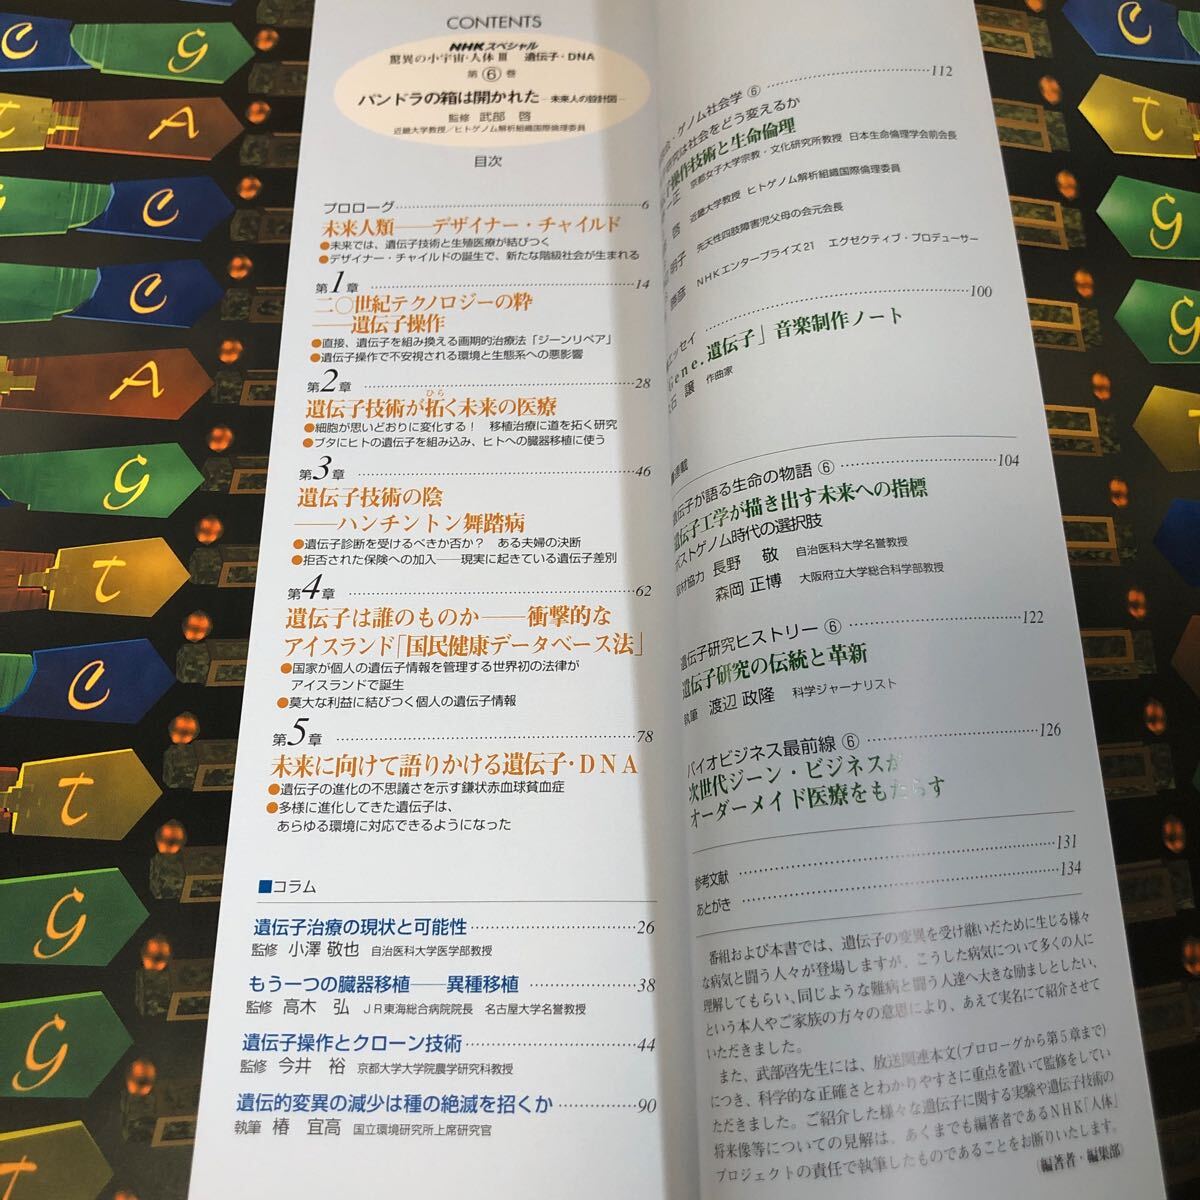 CONTENTS
NHKスペシャル
驚異の小宇宙・人体Ⅲ 遺伝子・DNA
第⑥巻
パンドラの箱は開かれた―未来人の設計図―
監修 武部 啓
近畿大学教授／ヒトゲノム解析組織国際倫理委員
目次
プロローグ……6
未来人類――デザイナー・チャイルド
●未来では、遺伝子技術と生殖医療が結びつく
●デザイナー・チャイルドの誕生で、新たな階級社会が生まれる
第1章……14
二〇世紀テクノロジーの粋
――遺伝子操作
●直接、遺伝子を組み換える画期的治療法「ジーンリペア」
●遺伝子操作で不安視される環境と生態系への悪影響
第2章……28
遺伝子技術が拓く未来の医療
ひら
●細胞が思いどおりに変化する！ 移植治療に道を拓く研究
●ブタにヒトの遺伝子を組み込み、ヒトへの臓器移植に使う
第3章……46
遺伝子技術の陰
――ハンチントン舞踏病
●遺伝子診断を受けるべきか否か？ ある夫婦の決断
●拒否された保険への加入――現実に起きている遺伝子差別
第4章……62
遺伝子は誰のものか――衝撃的な
アイスランド「国民健康データベース法」
●国家が個人の遺伝子情報を管理する世界初の法律が
アイスランドで誕生
●莫大な利益に結びつく個人の遺伝子情報
第5章……78
未来に向けて語りかける遺伝子・DNA
●遺伝子の進化の不思議さを示す鎌状赤血球貧血症
●多様に進化してきた遺伝子は、
あらゆる環境に対応できるようになった
■コラム
遺伝子治療の現状と可能性……26
監修 小澤 敬也 自治医科大学医学部教授
もう一つの臓器移植――異種移植……38
監修 高木 弘 JR東海総合病院院長 名古屋大学名誉教授
遺伝子操作とクローン技術……44
監修 今井 裕 京都大学大学院農学研究科教授
遺伝的変異の減少は種の絶滅を招くか……90
執筆 椿 宜高 国立環境研究所上席研究官
ゲノム社会学⑥……112
研究は社会をどう変えるか
操作技術と生命倫理
京都女子大学宗教・文化研究所教授 日本生命倫理学会前会長
啓 近畿大学教授 ヒトゲノム解析組織国際倫理委員
明子 先天性四肢障害児父母の会元会長
NHKエンタープライズ21 エグゼクティブ・プロデューサー
エッセイ……100
Gene.遺伝子」音楽制作ノート
石 譲 作曲家
連載
遺伝子が語る生命の物語⑥……104
遺伝子工学が描き出す未来への指標
ポストゲノム時代の選択肢
取材協力 長野 敬 自治医科大学名誉教授
森岡 正博 大阪府立大学総合科学部教授
遺伝子研究ヒストリー⑥……122
遺伝子研究の伝統と革新
執筆 渡辺 政隆 科学ジャーナリスト
バイオビジネス最前線⑥……126
次世代ジーン・ビジネスが
オーダーメイド医療をもたらす
参考文献……131
あとがき……134
番組および本書では、遺伝子の変異を受け継いだために生じる様々
な病気と闘う人々が登場しますが、こうした病気について多くの人に
理解してもらい、同じような難病と闘う人達へ大きな励ましとしたい、
という本人やご家族の方々の意思により、あえて実名にて紹介させて
いただきました。
また、武部啓先生には、放送関連本文(プロローグから第5章まで)
につき、科学的な正確さとわかりやすさに重点を置いて監修をしてい
ただきました。ご紹介した様々な遺伝子に関する実験や遺伝子技術の
将来像等についての見解は、あくまでも編著者であるNHK「人体」
プロジェクトの責任で執筆したものであることをお断りいたします。
(編著者・編集部)